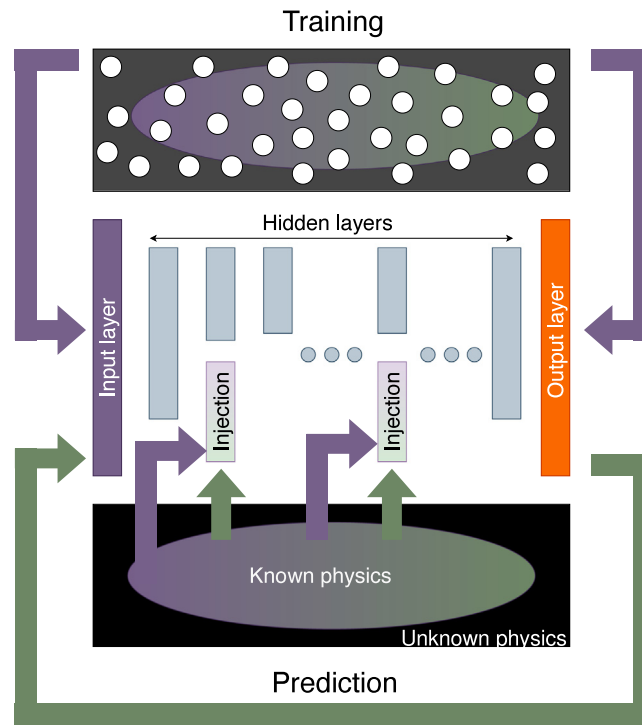 Training
Hidden layers
Input layer
Output layer
Injection
Injection
Known physics
Unknown physics
Prediction